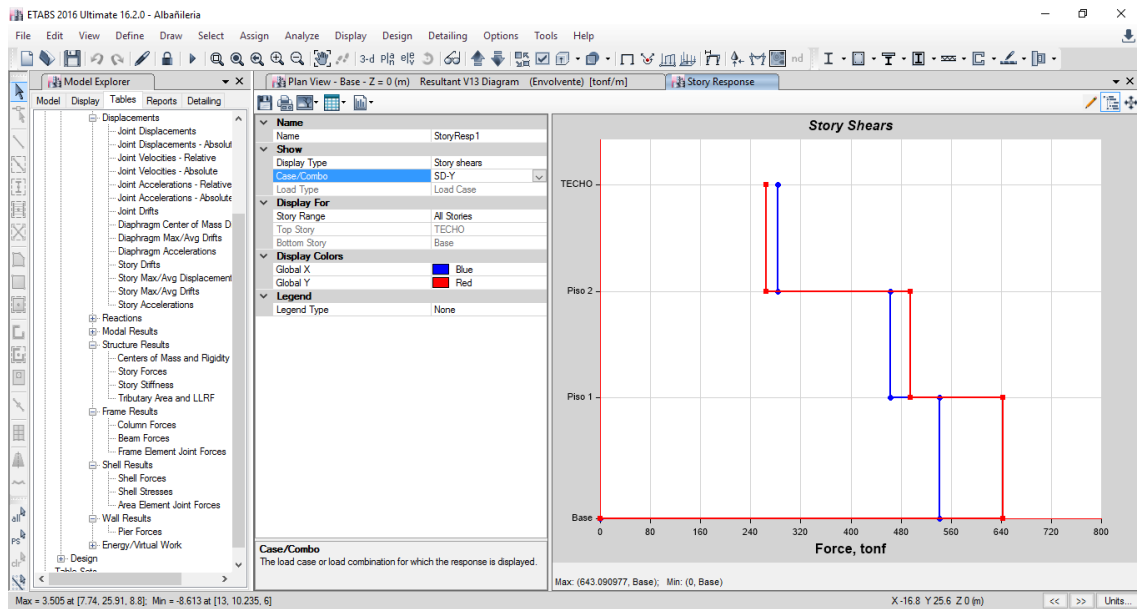 ETABS 2016 Ultimate 16.2.0 - Albañileria
File Edit View Define Draw Select Assign Analyze Display Design Detailing Options Tools Help
3-d
nd
Model Explorer
Plan View - Base - Z = 0 (m) Resultant V13 Diagram (Envolvente) [tonf/m]
Story Response
Model Display Tables Reports Detailing
Displacements
Joint Displacements
Joint Displacements - Absolut
Joint Velocities - Relative
Joint Velocities - Absolute
Joint Accelerations - Relative
Joint Accelerations - Absolute
Joint Drifts
Diaphragm Center of Mass D
Diaphragm Max/Avg Drifts
Diaphragm Accelerations
Story Drifts
Story Max/Avg Displacement
Story Max/Avg Drifts
Story Accelerations
Reactions
Modal Results
Structure Results
Centers of Mass and Rigidity
Story Forces
Story Stiffness
Tributary Area and LLRF
Frame Results
Column Forces
Beam Forces
Frame Element Joint Forces
Shell Results
Shell Forces
Shell Stresses
Area Element Joint Forces
Wall Results
Pier Forces
Energy/Virtual Work
Design
Table Sets
all
PS
clr
Name
Name StoryResp1
Show
Display Type Story shears
Case/Combo SD-Y
Load Type Load Case
Display For
Story Range All Stories
Top Story TECHO
Bottom Story Base
Display Colors
Global X Blue
Global Y Red
Legend
Legend Type None
Case/Combo
The load case or load combination for which the response is displayed.
Story Shears
TECHO
Piso 2
Piso 1
Base
0 80 160 240 320 400 480 560 640 720 800
Force, tonf
Max: (643.090977, Base); Min: (0, Base)
Max = 3.505 at [7.74, 25.91, 8.8]; Min = -8.613 at [13, 10.235, 6]
X -16.8 Y 25.6 Z 0 (m)
<< >> Units...